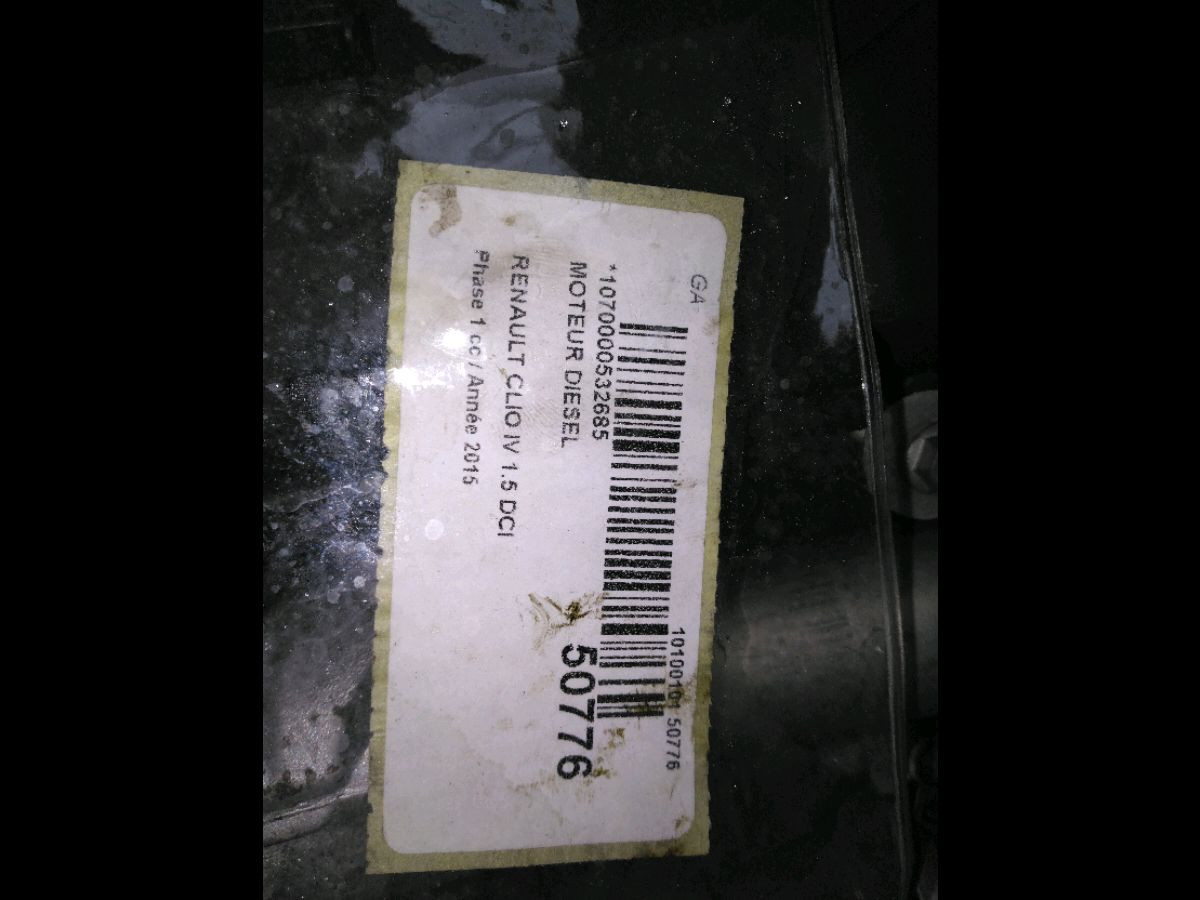 GA
10100101 50776
*1070000532685
MOTEUR DIESEL
50776
RENAULT CLIO IV 1.5 DCI
Phase 1 cc / Année 2015